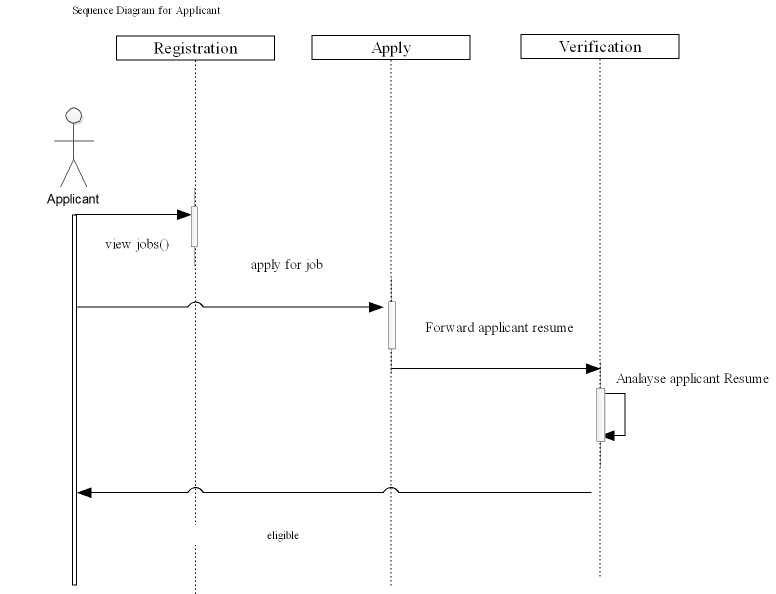 Sequence Diagram for Applicant
Registration
Apply
Verification
Applicant
view jobs()
apply for job
Forward applicant resume
Analayse applicant Resume
eligible